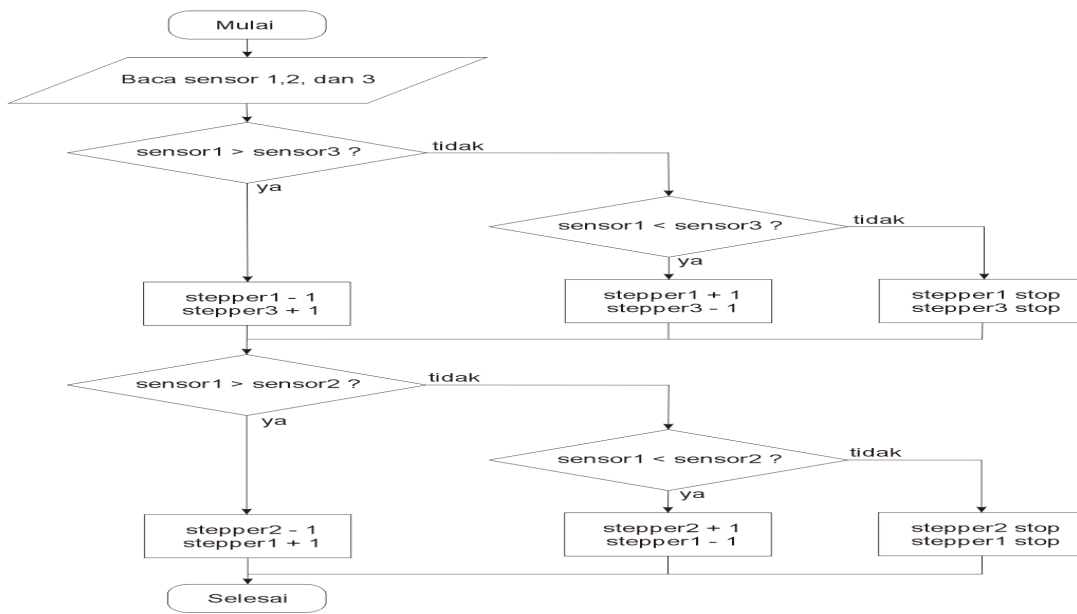 Mulai
Baca sensor 1,2, dan 3
sensor1 > sensor3 ?
tidak
ya
sensor1 < sensor3 ?
tidak
ya
stepper1 - 1
stepper3 + 1
stepper1 + 1
stepper3 - 1
stepper1 stop
stepper3 stop
sensor1 > sensor2 ?
tidak
ya
sensor1 < sensor2 ?
tidak
ya
stepper2 - 1
stepper1 + 1
stepper2 + 1
stepper1 - 1
stepper2 stop
stepper1 stop
Selesai